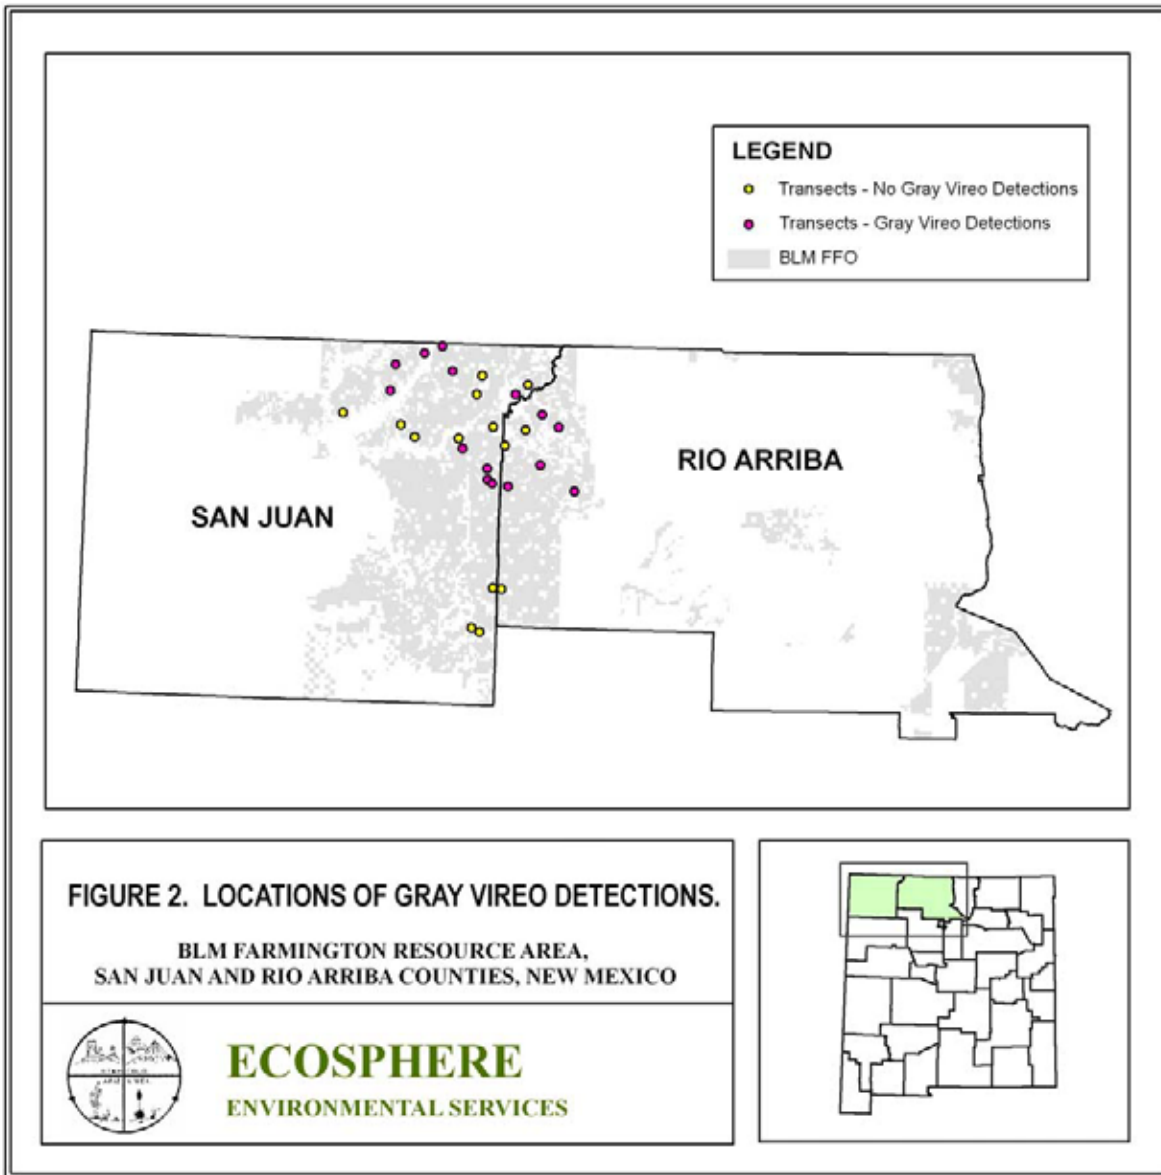 LEGEND
Transects - No Gray Vireo Detections
Transects - Gray Vireo Detections
BLM FFO
RIO ARRIBA
SAN JUAN
FIGURE 2. LOCATIONS OF GRAY VIREO DETECTIONS.
BLM FARMINGTON RESOURCE AREA,
SAN JUAN AND RIO ARRIBA COUNTIES, NEW MEXICO
ECOSPHERE
ENVIRONMENTAL SERVICES